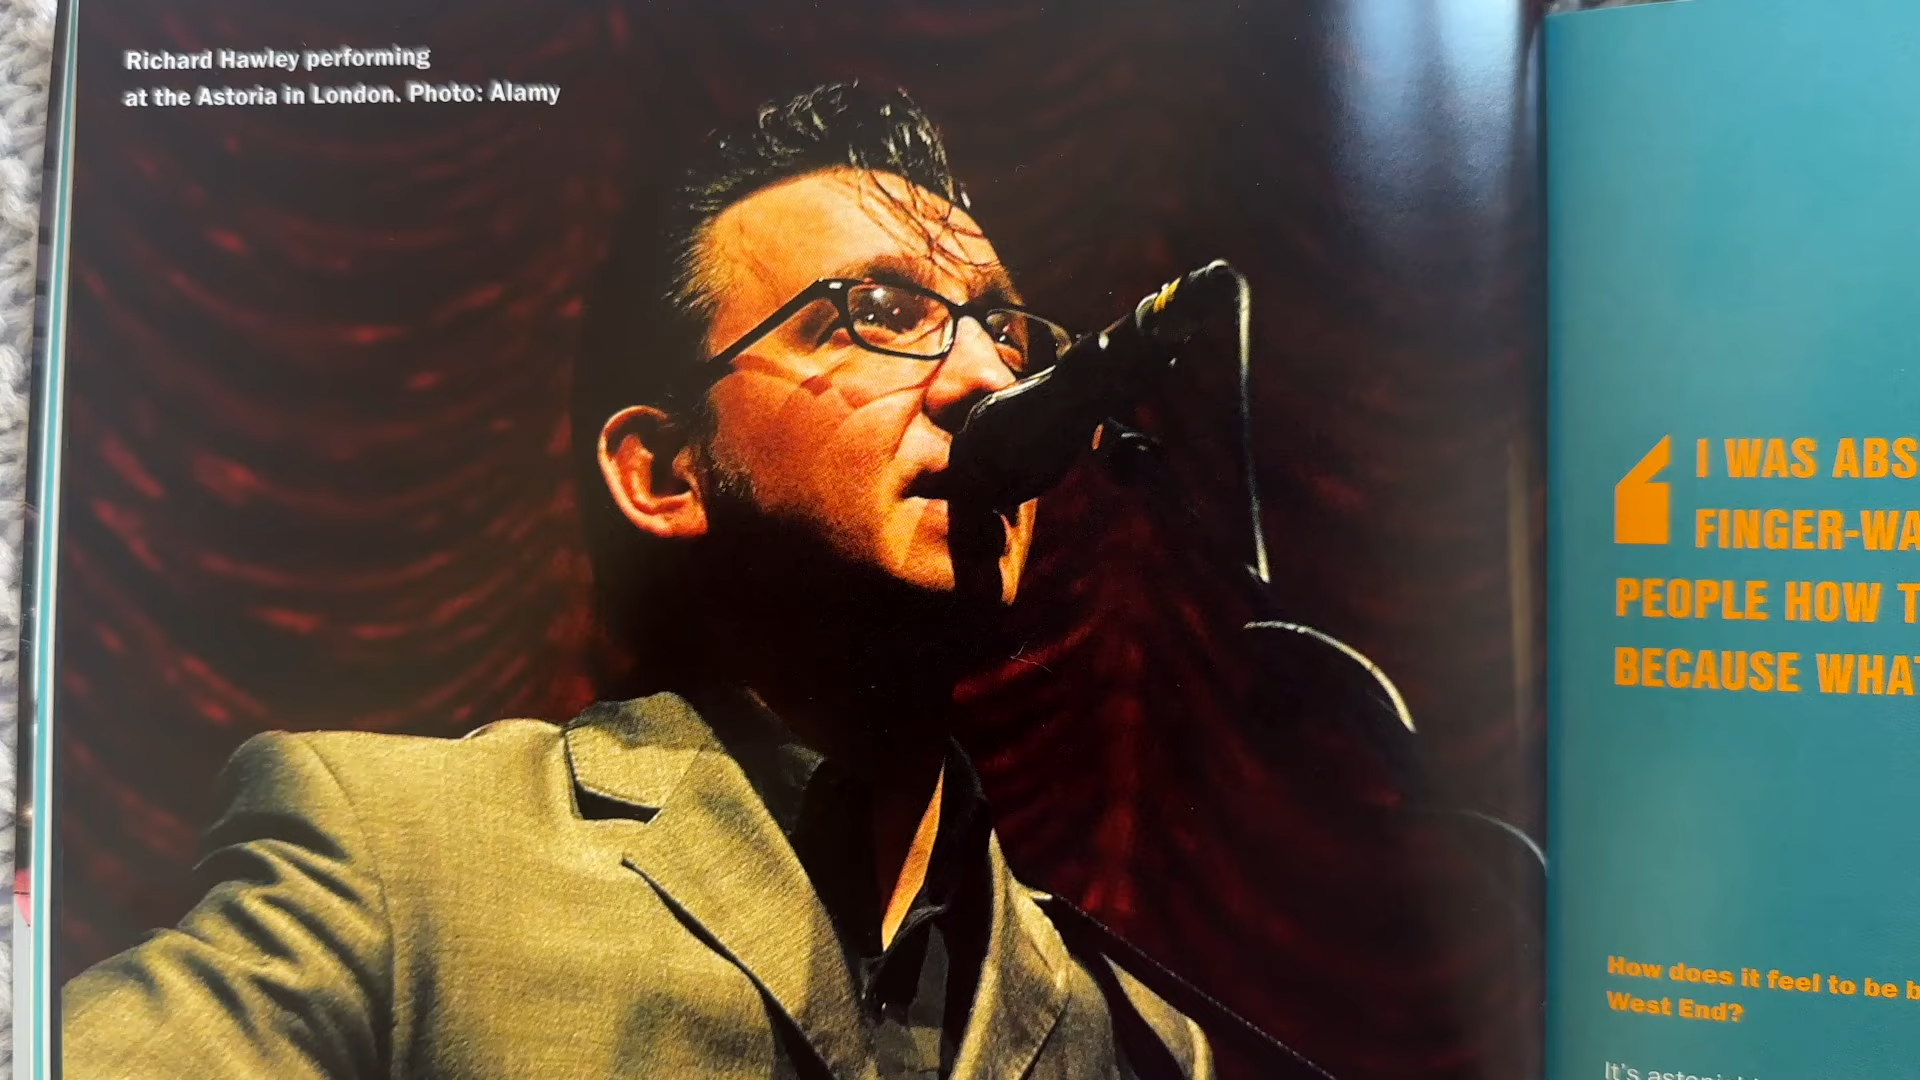 Richard Hawley performing
at the Astoria in London. Photo: Alamy
I WAS ABS
FINGER-WA
PEOPLE HOW T
BECAUSE WHAT
How does it feel to be b
West End?
It's